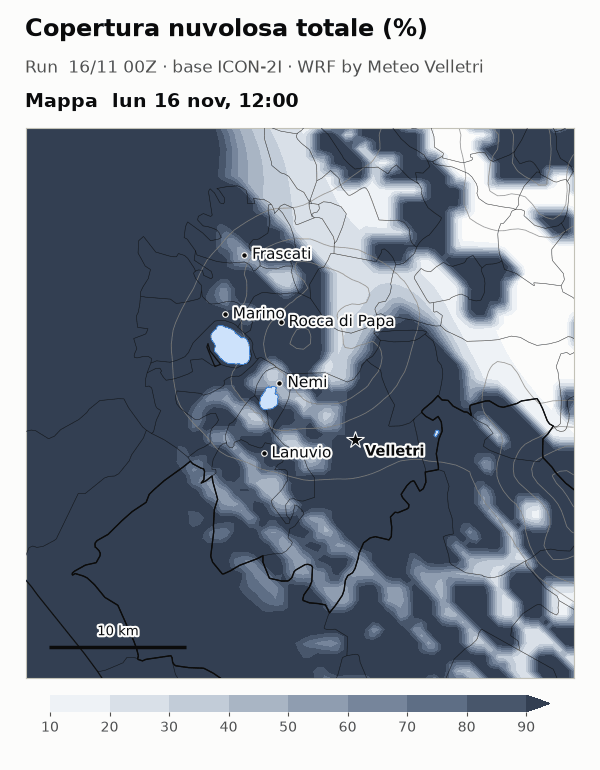 Copertura nuvolosa totale (%)
Run  16/11 00Z · base ICON-2I · WRF by Meteo Velletri
Mappa  lun 16 nov, 12:00
Frascati
Marino
Rocca di Papa
Nemi
Velletri
Lanuvio
10 km
10 20 30 40 50 60 70 80 90